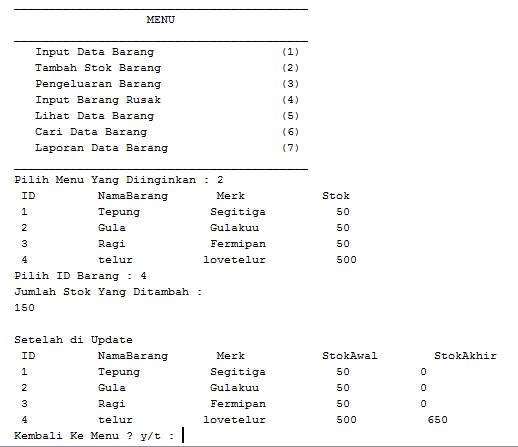 MENU
Input Data Barang (1)
Tambah Stok Barang (2)
Pengeluaran Barang (3)
Input Barang Rusak (4)
Lihat Data Barang (5)
Cari Data Barang (6)
Laporan Data Barang (7)
Pilih Menu Yang Diinginkan : 2
ID NamaBarang Merk Stok
1 Tepung Segitiga 50
2 Gula Gulakuu 50
3 Ragi Fermipan 50
4 telur lovetelur 500
Pilih ID Barang : 4
Jumlah Stok Yang Ditambah :
150
Setelah di Update
ID NamaBarang Merk StokAwal StokAkhir
1 Tepung Segitiga 50 0
2 Gula Gulakuu 50 0
3 Ragi Fermipan 50 0
4 telur lovetelur 500 650
Kembali Ke Menu ? y/t :